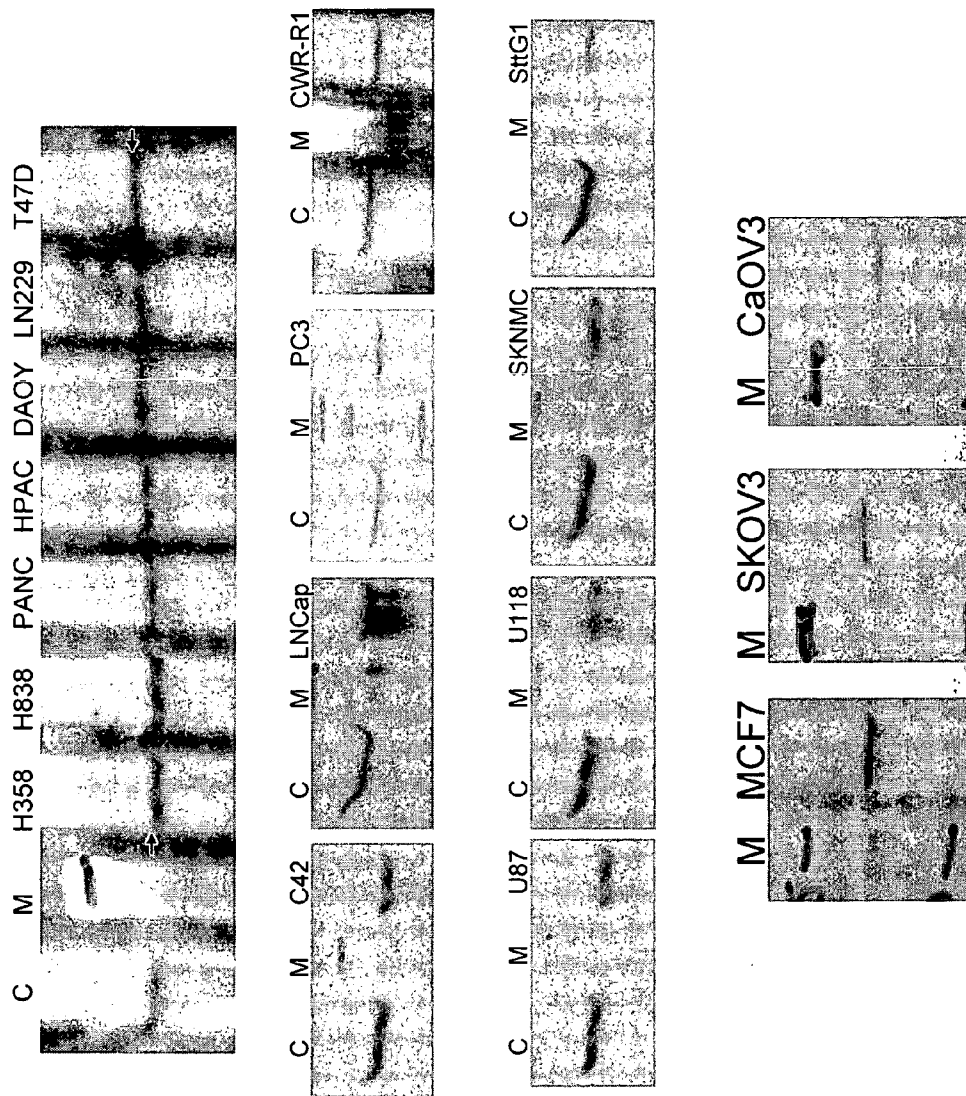 C M H358 H838 PANC HPAC DAOY LN229 T47D
C M C42
C M LNCap
C M PC3
C M CWR-R1
C M U87
C M U118
C M SKNMC
C M SttG1
M MCF7
M SKOV3
M CaOV3